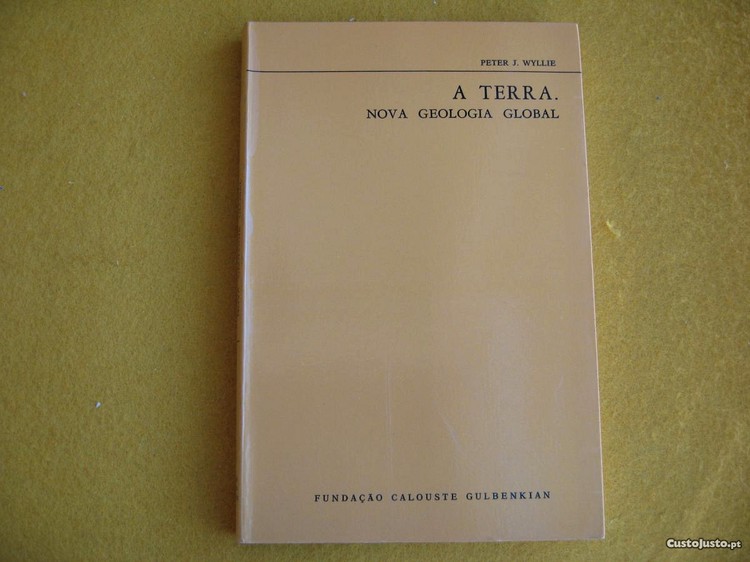 PETER J. WYLLIE
A TERRA.
NOVA GEOLOGIA GLOBAL
FUNDAÇÃO CALOUSTE GULBENKIAN
CustoJusto.pt